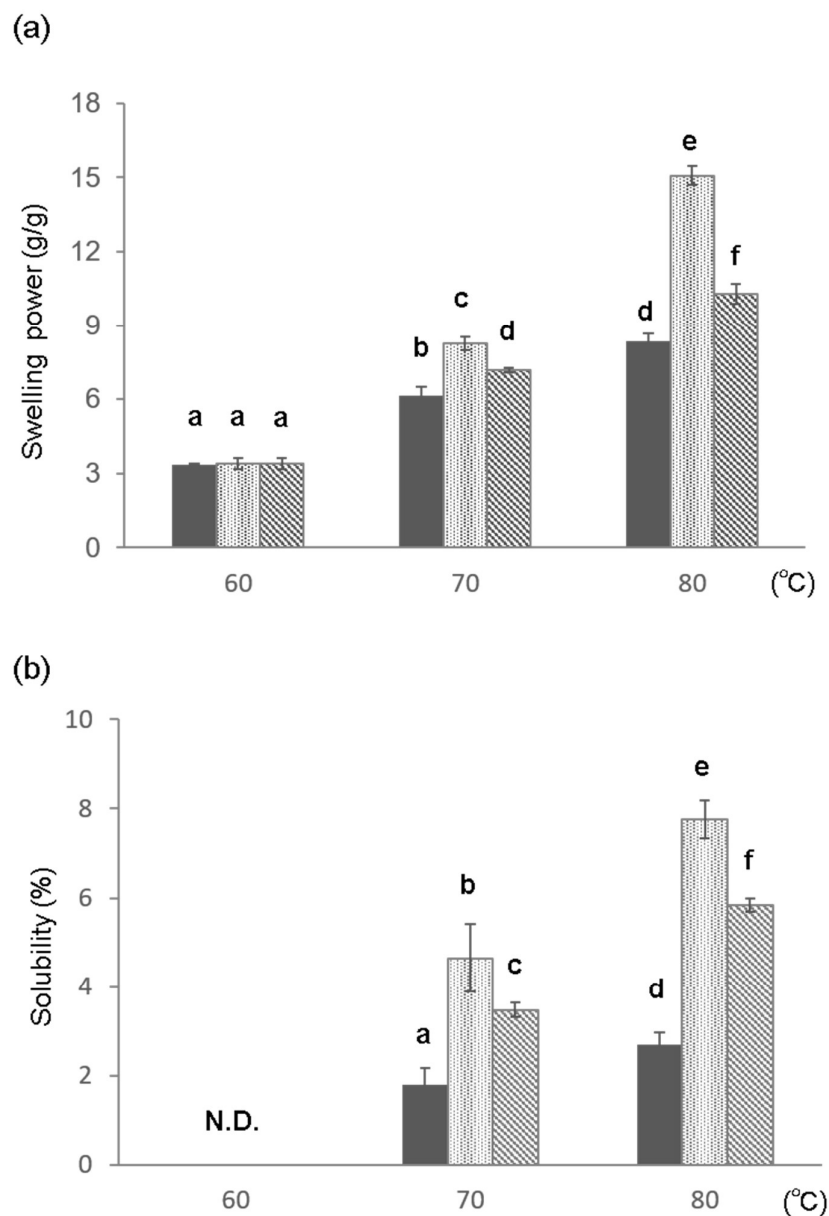 (a)
Swelling power (g/g)
18
15
12
9
6
3
0
a a a
b c d
d e f
60 70 80 (°C)
(b)
Solubility (%)
10
8
6
4
2
0
N.D.
a b c
d e f
60 70 80 (°C)